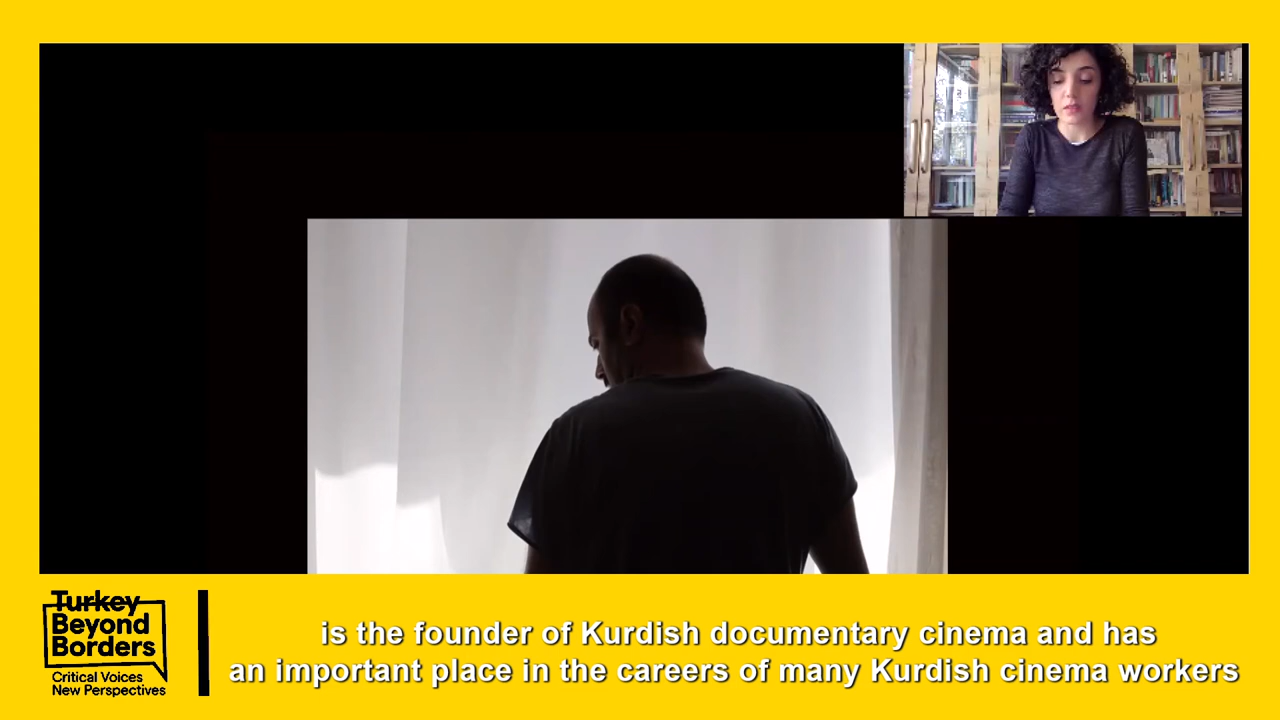 Turkey
Beyond
Borders
Critical Voices
New Perspectives
is the founder of Kurdish documentary cinema and has
an important place in the careers of many Kurdish cinema workers